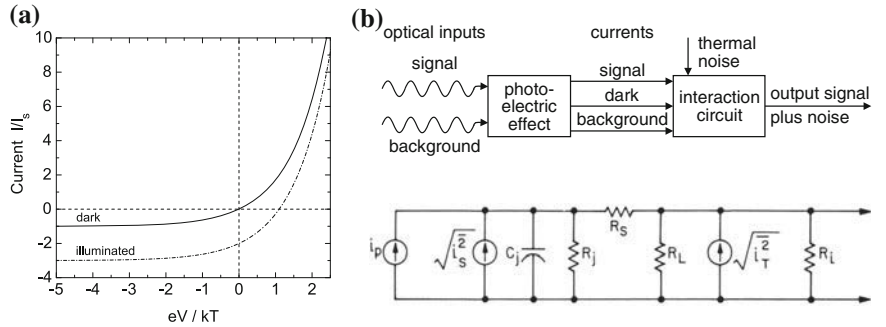 (a)
10
8
6
4
2
0
-2
-4
Current I/Is
dark
illuminated
-5 -4 -3 -2 -1 0 1 2
eV / kT
(b)
optical inputs
currents
thermal
noise
signal
background
photo-
electric
effect
signal
dark
background
interaction
circuit
output signal
plus noise
ip
√i̅S²
Cj
Rj
RS
RL
√i̅T²
Ri